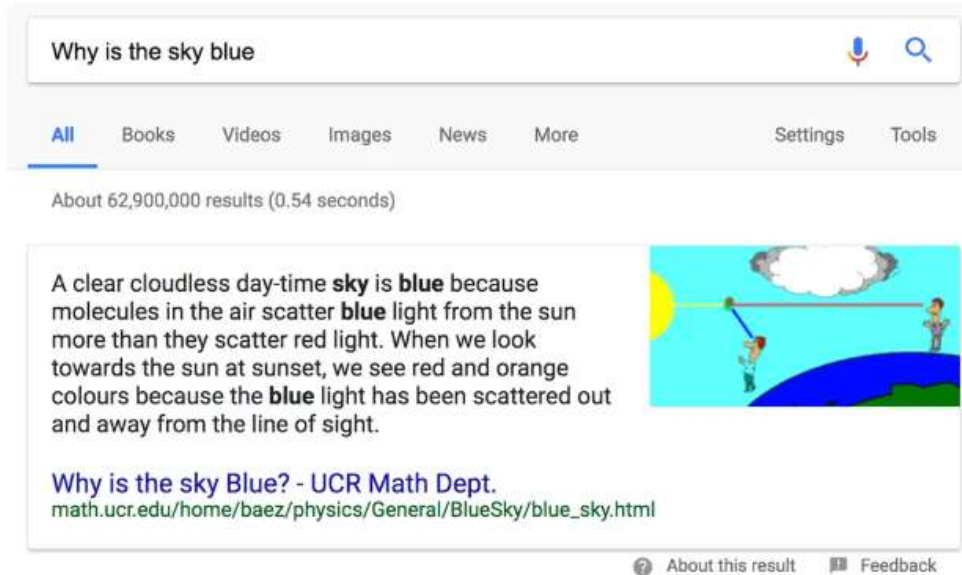 Why is the sky blue
All Books Videos Images News More Settings Tools
About 62,900,000 results (0.54 seconds)
A clear cloudless day-time sky is blue because
molecules in the air scatter blue light from the sun
more than they scatter red light. When we look
towards the sun at sunset, we see red and orange
colours because the blue light has been scattered out
and away from the line of sight.
Why is the sky Blue? - UCR Math Dept.
math.ucr.edu/home/baez/physics/General/BlueSky/blue_sky.html
About this result Feedback